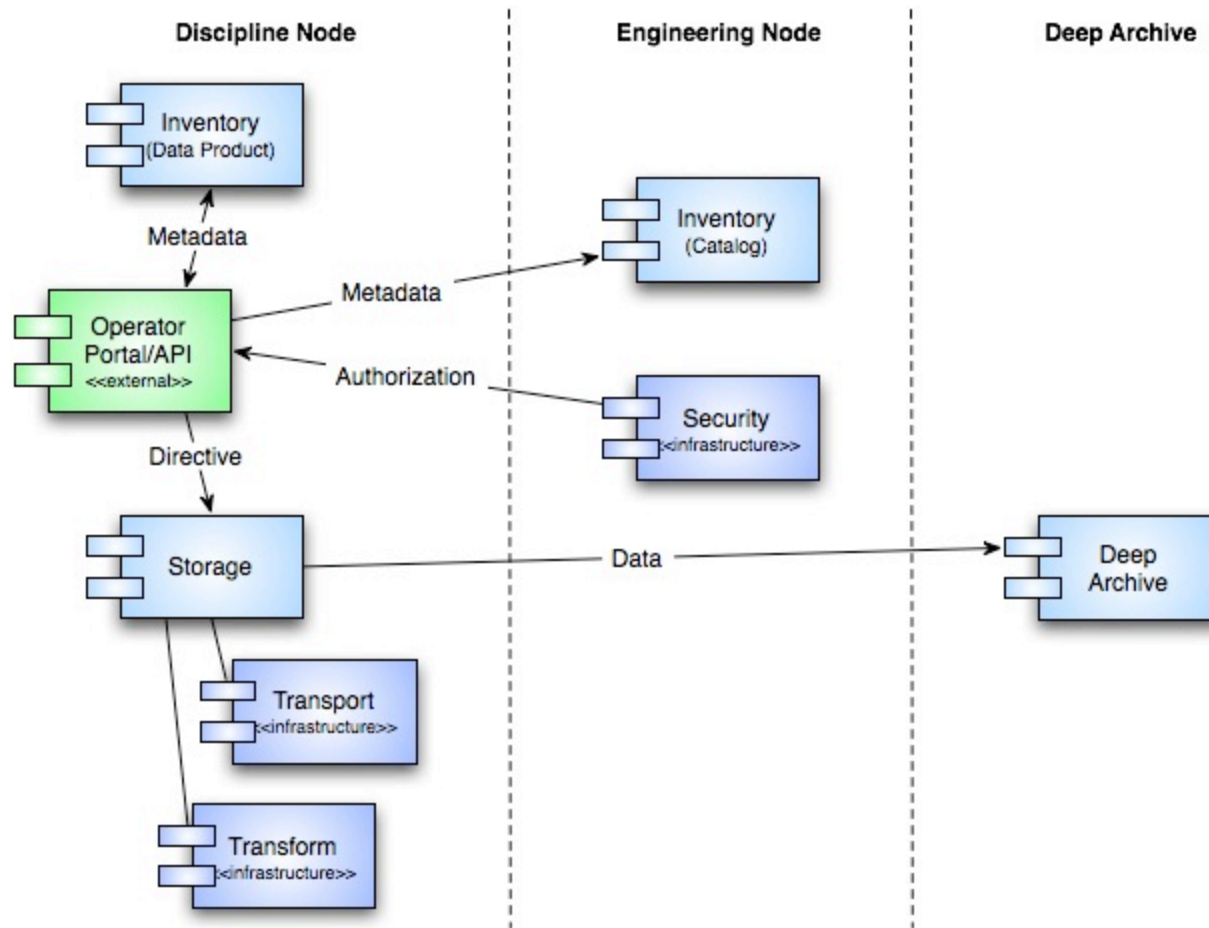 Discipline Node
Engineering Node
Deep Archive
Inventory
(Data Product)
Metadata
Inventory
(Catalog)
Metadata
Operator
Portal/API
<<external>>
Authorization
Security
<<infrastructure>>
Directive
Storage
Data
Deep
Archive
Transport
<<infrastructure>>
Transform
<<infrastructure>>